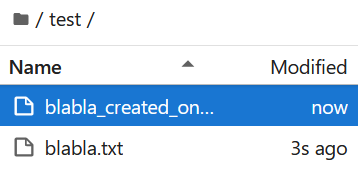 / test /
Name Modified
blabla_created_on... now
blabla.txt 3s ago